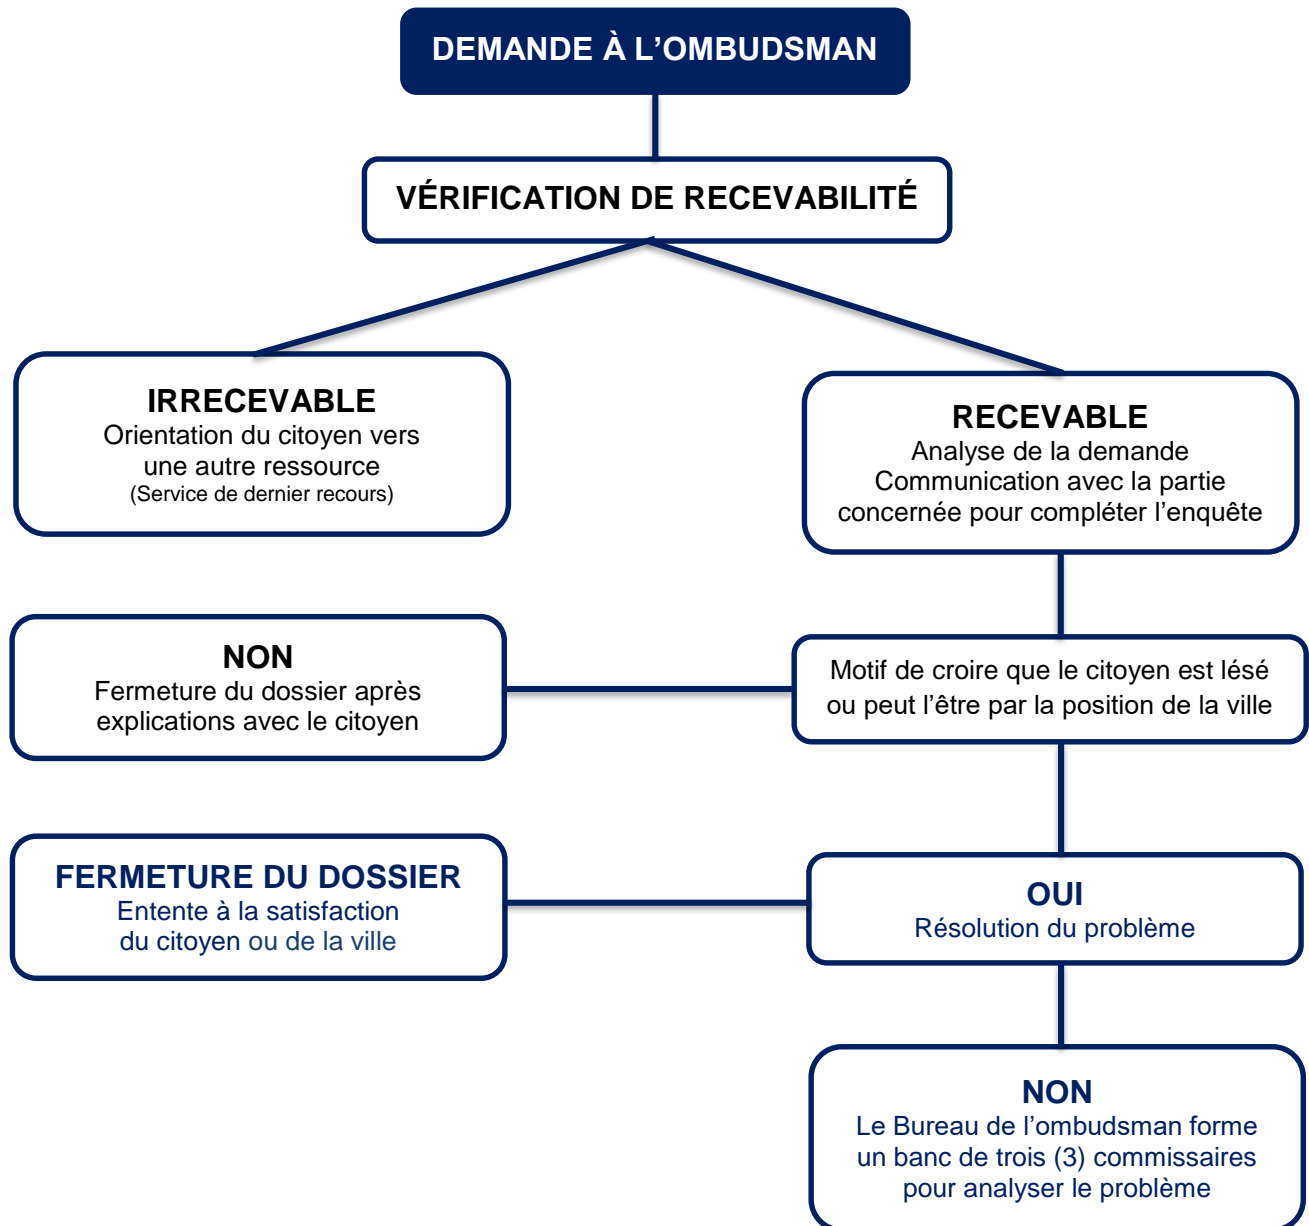 DEMANDE À L’OMBUDSMAN
VÉRIFICATION DE RECEVABILITÉ
IRRECEVABLE
Orientation du citoyen vers
une autre ressource
(Service de dernier recours)
RECEVABLE
Analyse de la demande
Communication avec la partie
concernée pour compléter l’enquête
NON
Fermeture du dossier après
explications avec le citoyen
Motif de croire que le citoyen est lésé
ou peut l’être par la position de la ville
FERMETURE DU DOSSIER
Entente à la satisfaction
du citoyen ou de la ville
OUI
Résolution du problème
NON
Le Bureau de l’ombudsman forme
un banc de trois (3) commissaires
pour analyser le problème